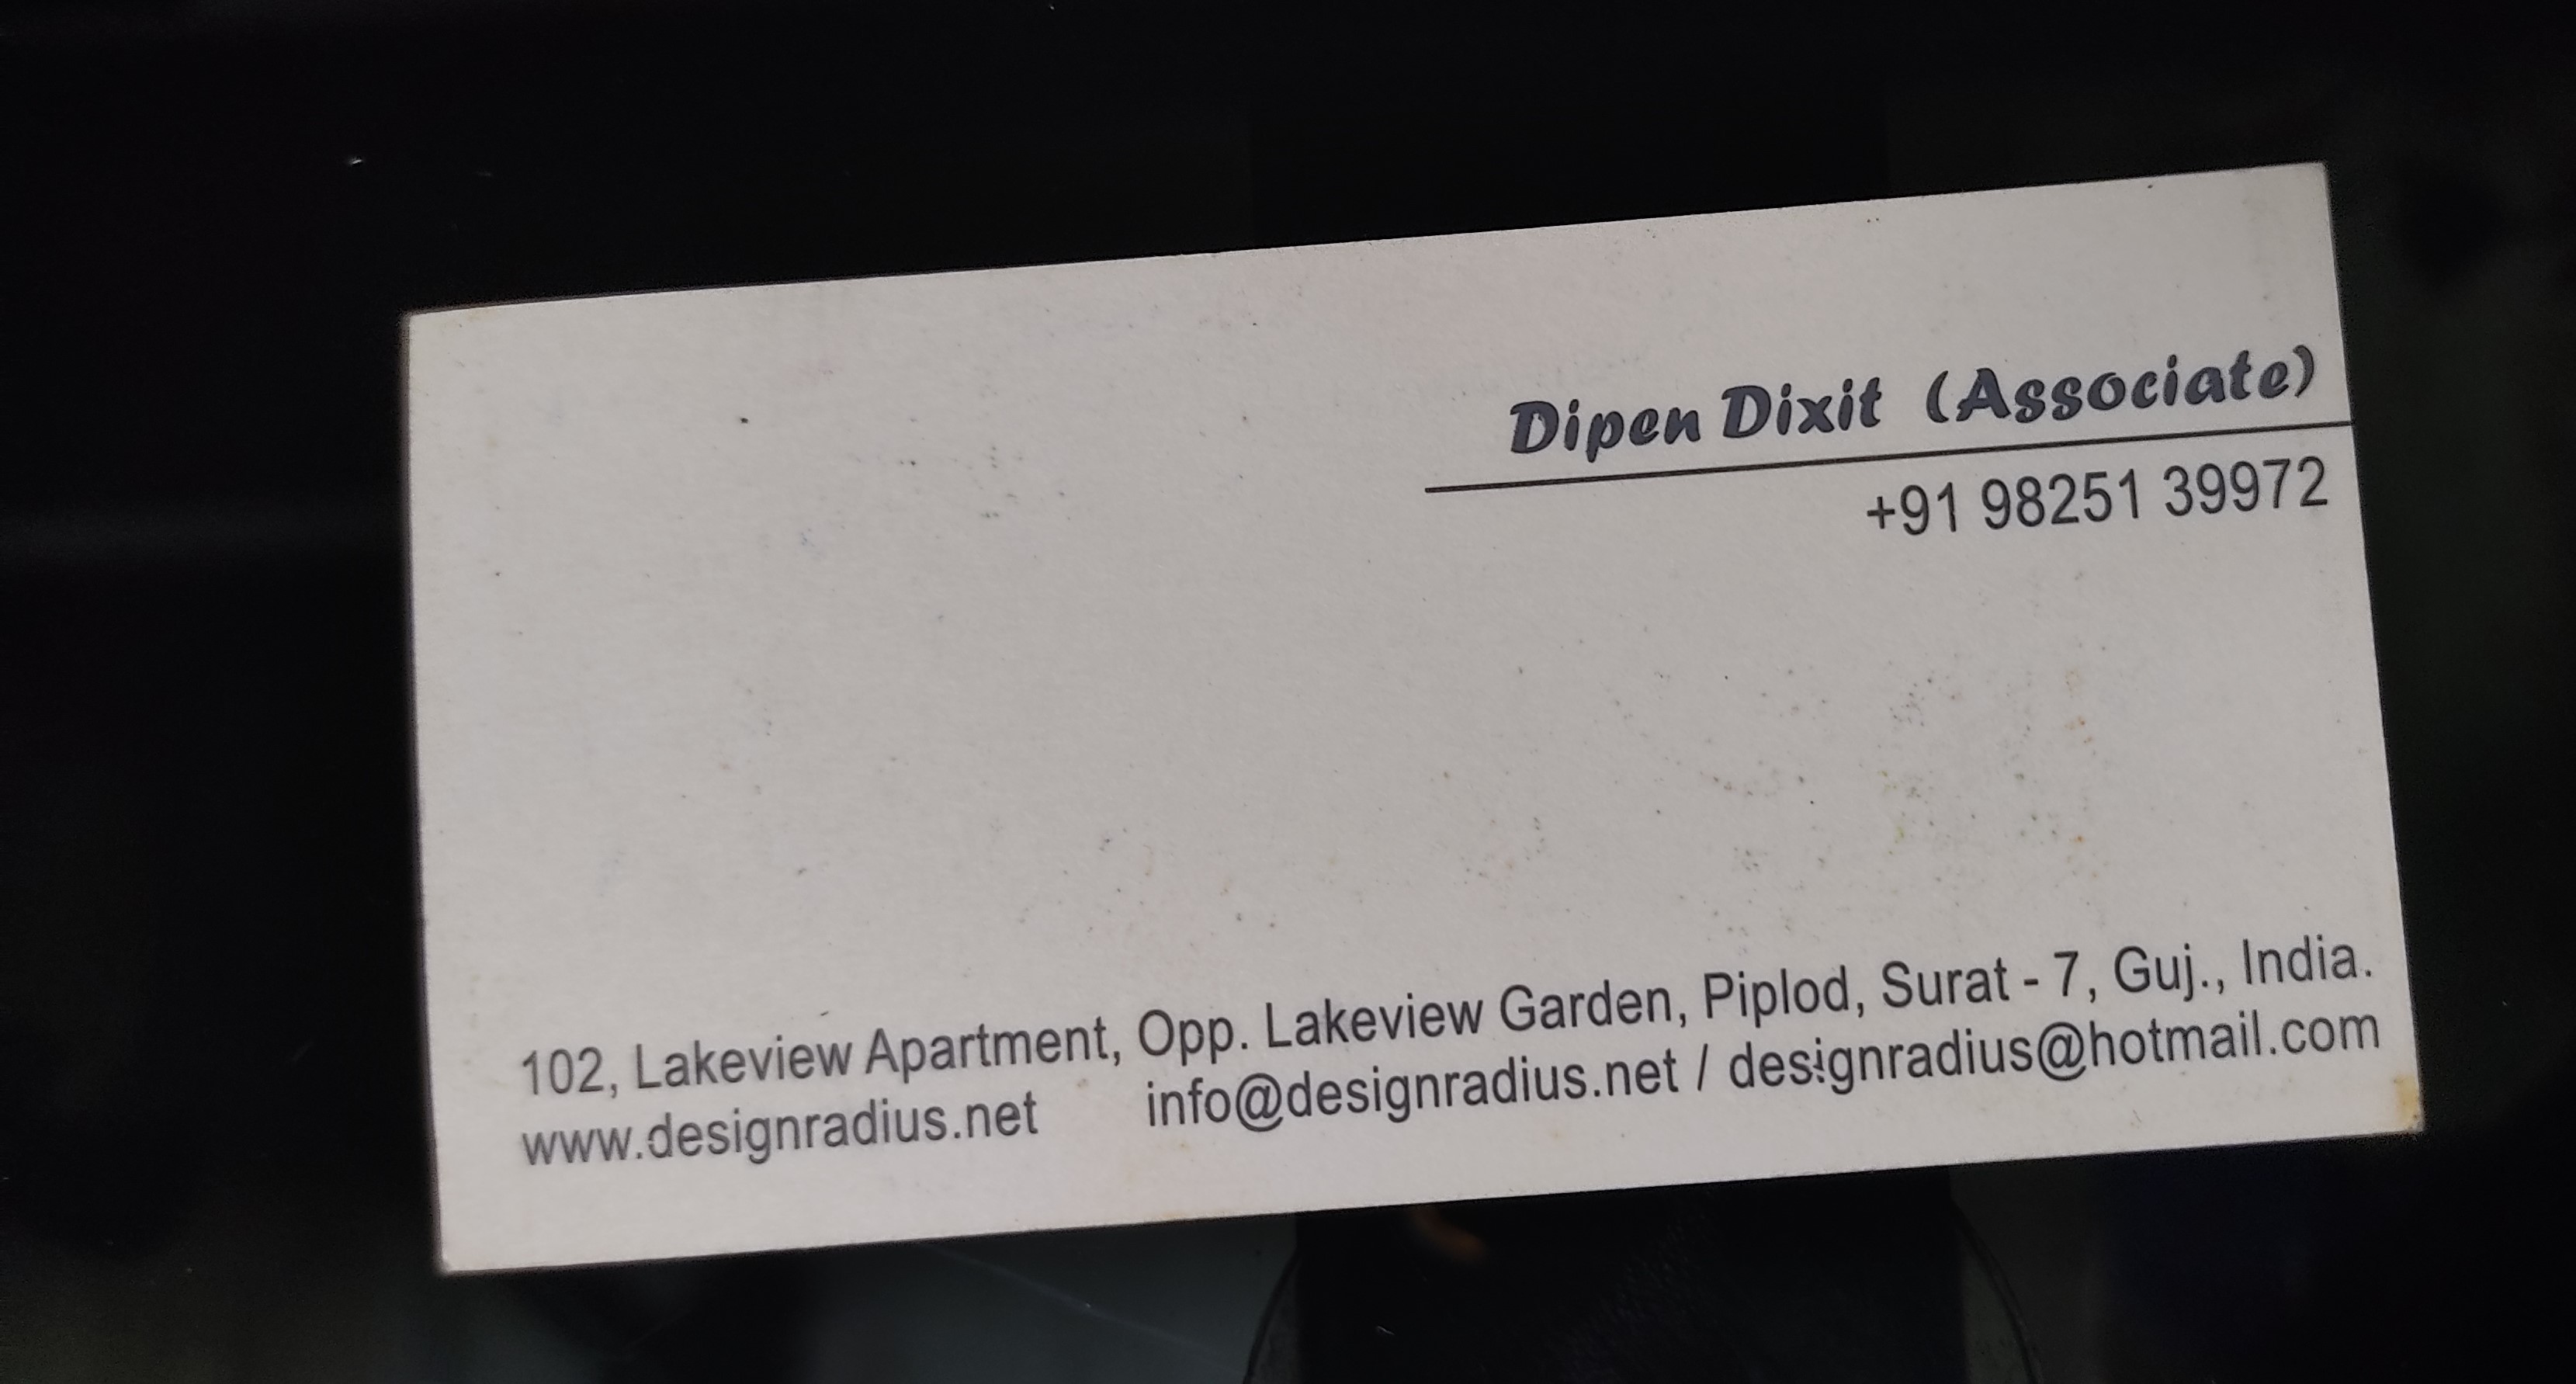 Dipen Dixit (Associate)
+91 98251 39972
102, Lakeview Apartment, Opp. Lakeview Garden, Piplod, Surat - 7, Guj., India.
www.designradius.net info@designradius.net / designradius@hotmail.com